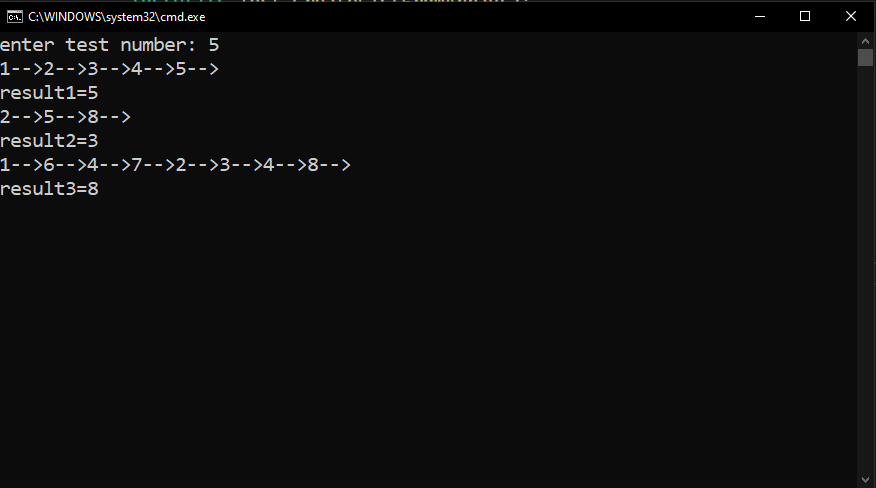 C:\WINDOWS\system32\cmd.exe
enter test number: 5
1-->2-->3-->4-->5-->
result1=5
2-->5-->8-->
result2=3
1-->6-->4-->7-->2-->3-->4-->8-->
result3=8